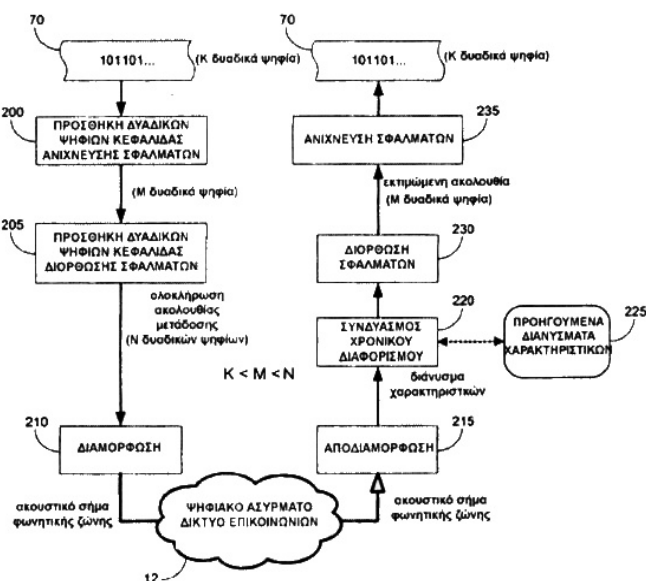 70
101101...
(Κ δυαδικά ψηφία)
200
ΠΡΟΣΘΗΚΗ ΔΥΑΔΙΚΩΝ
ΨΗΦΙΩΝ ΚΕΦΑΛΙΔΑΣ
ΑΝΙΧΝΕΥΣΗΣ ΣΦΑΛΜΑΤΩΝ
(Μ δυαδικά ψηφία)
205
ΠΡΟΣΘΗΚΗ ΔΥΑΔΙΚΩΝ
ΨΗΦΙΩΝ ΚΕΦΑΛΙΔΑΣ
ΔΙΟΡΘΩΣΗΣ ΣΦΑΛΜΑΤΩΝ
ολοκλήρωση
ακολουθίας
μετάδοσης
(Ν δυαδικών ψηφίων)
Κ < Μ < Ν
210
ΔΙΑΜΟΡΦΩΣΗ
ακουστικό σήμα
φωνητικής ζώνης
ΨΗΦΙΑΚΟ ΑΣΥΡΜΑΤΟ
ΔΙΚΤΥΟ ΕΠΙΚΟΙΝΩΝΙΩΝ
12
70
101101...
(Κ δυαδικά ψηφία)
235
ΑΝΙΧΝΕΥΣΗ ΣΦΑΛΜΑΤΩΝ
εκτιμώμενη ακολουθία
(Μ δυαδικά ψηφία)
230
ΔΙΟΡΘΩΣΗ
ΣΦΑΛΜΑΤΩΝ
220
ΣΥΝΔΥΑΣΜΟΣ
ΧΡΟΝΙΚΟΥ
ΔΙΑΦΟΡΙΣΜΟΥ
225
ΠΡΟΗΓΟΥΜΕΝΑ
ΔΙΑΝΥΣΜΑΤΑ
ΧΑΡΑΚΤΗΡΙΣΤΙΚΩΝ
διάνυσμα
χαρακτηριστκών
215
ΑΠΟΔΙΑΜΟΡΦΩΣΗ
ακουστικό σήμα
φωνητικής ζώνης